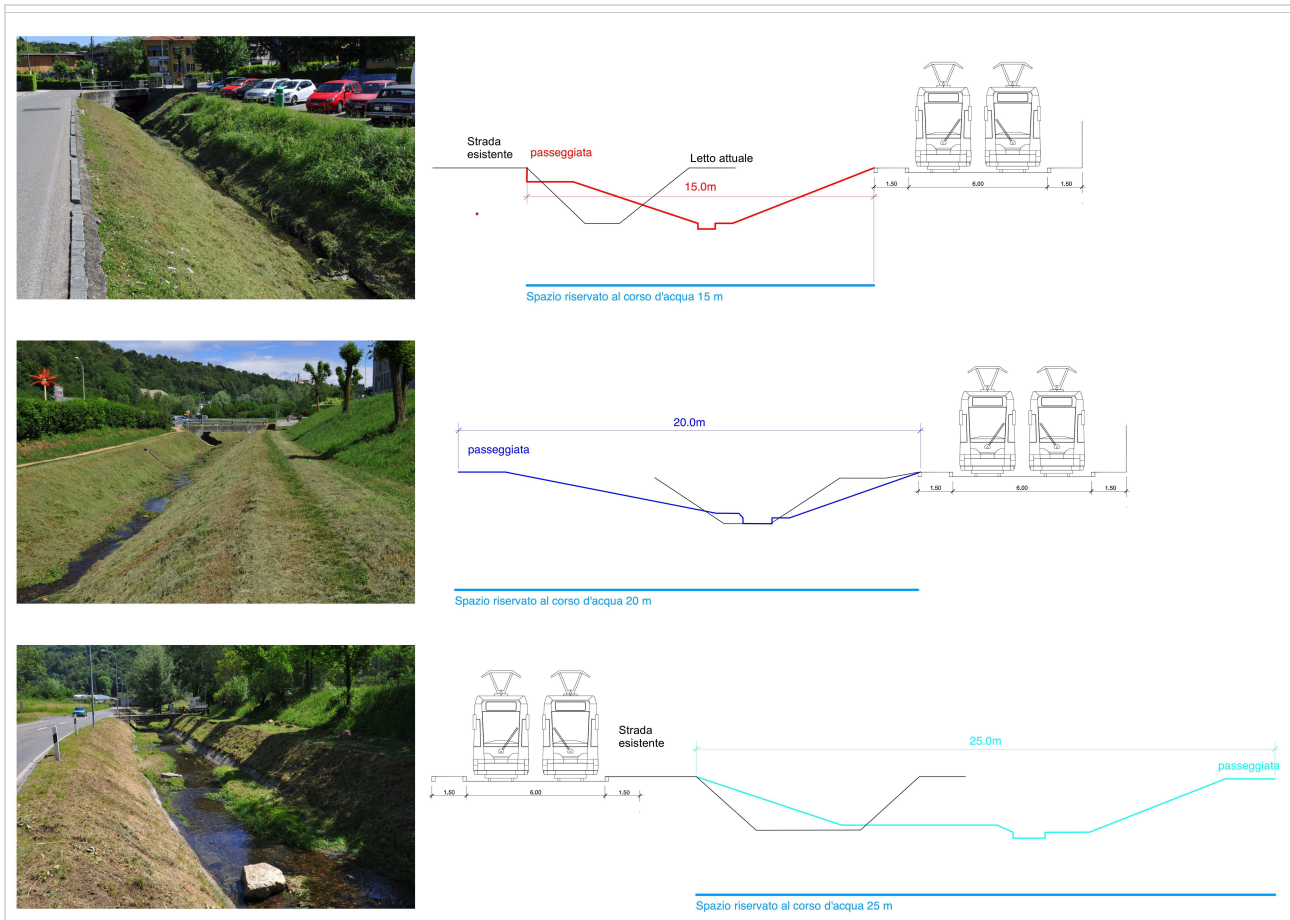 Strada
esistente
passeggiata
Letto attuale
15.0m
1.50
6.00
1.50
Spazio riservato al corso d'acqua 15 m
20.0m
passeggiata
1.50
6.00
1.50
Spazio riservato al corso d'acqua 20 m
Strada
esistente
25.0m
passeggiata
1.50
6.00
1.50
Spazio riservato al corso d'acqua 25 m